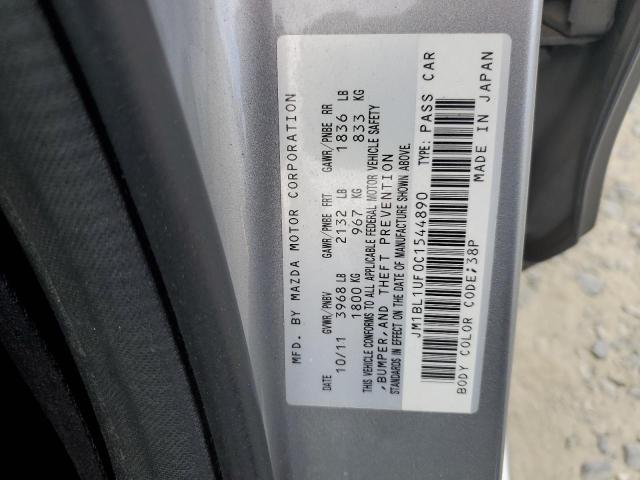 MFD. BY MAZDA MOTOR CORPORATION
DATE GVWR/PNBV GAWR/PNBE FRT GAWR/PNBE RR
10/11 3968 LB 2132 LB 1836 LB
1800 KG 967 KG 833 KG
THIS VEHICLE CONFORMS TO ALL APPLICABLE FEDERAL MOTOR VEHICLE SAFETY
,BUMPER,AND THEFT PREVENTION
STANDARDS IN EFFECT ON THE DATE OF MANUFACTURE SHOWN ABOVE.
JM1BL1UF0C1544890 TYPE: PASS CAR
BODY COLOR CODE;38P MADE IN JAPAN